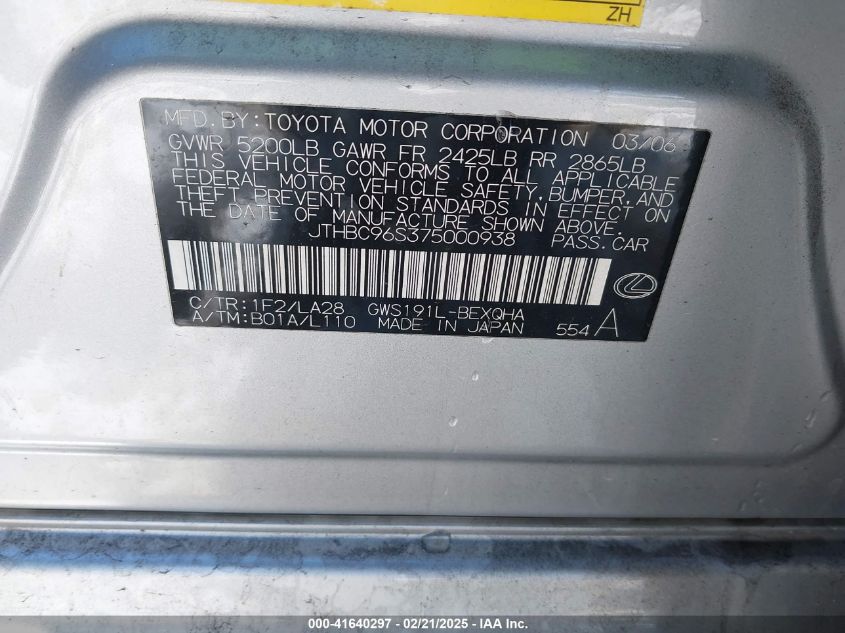 ZH
MFD. BY: TOYOTA MOTOR CORPORATION 03/06
GVWR 5200LB GAWR FR 2425LB RR 2865LB
THIS VEHICLE CONFORMS TO ALL APPLICABLE
FEDERAL MOTOR VEHICLE SAFETY, BUMPER, AND
THEFT PREVENTION STANDARDS IN EFFECT ON
THE DATE OF MANUFACTURE SHOWN ABOVE.
JTHBC96S375000938 PASS. CAR
C/TR: 1F2/LA28 GWS191L-BEXQHA
A/TM: B01A/L110 MADE IN JAPAN 554 A
000-41640297 - 02/21/2025 - IAA Inc.